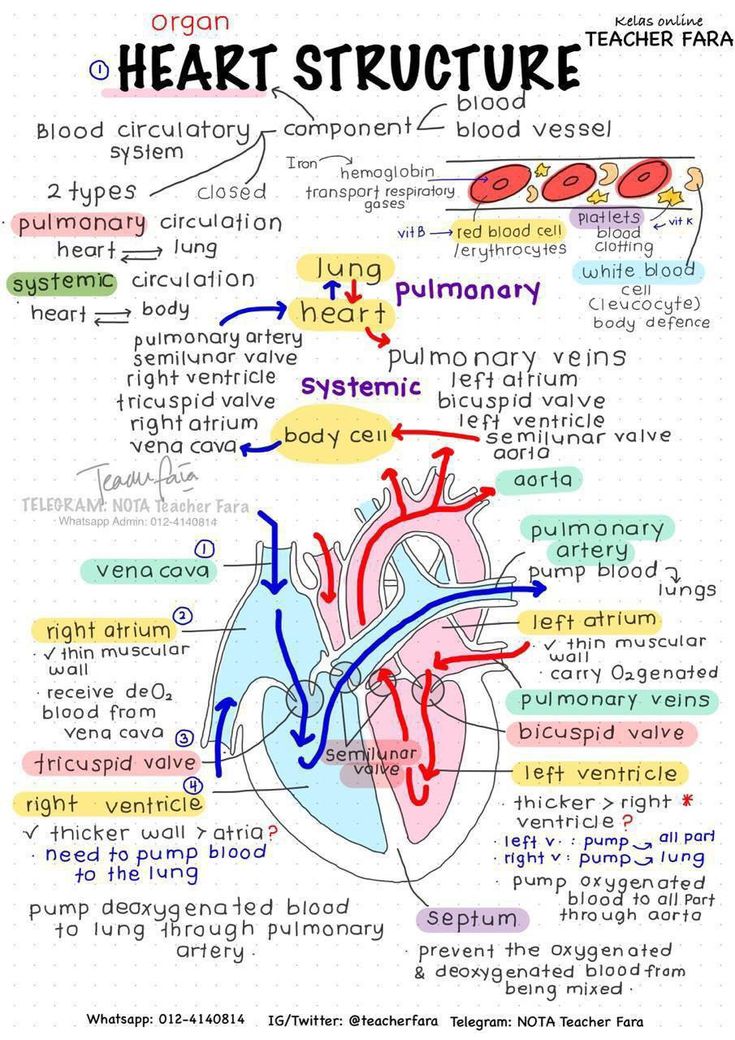 organ
Kelas online
TEACHER FARA
① HEART STRUCTURE
Blood circulatory
system
component
blood
blood vessel
2 types
closed
pulmonary circulation
heart ⇌ lung
systemic circulation
heart ⇌ body
Iron
hemoglobin
transport respiratory
gases
vit B → red blood cell
/erythrocytes
platlets
blood
clotting
vit K
white blood
cell
(leucocyte)
body defence
lung
heart
pulmonary
pulmonary artery
semilunar valve
right ventricle
tricuspid valve
right atrium
vena cava
systemic
body cell
pulmonary veins
left atrium
bicuspid valve
left ventricle
semilunar valve
aorta
Teacher Fara
TELEGRAM: NOTA Teacher Fara
Whatsapp Admin: 012-4140814
①
vena cava
②
right atrium
· ✓ thin muscular
wall
· receive deO₂
blood from
vena cava
③
tricuspid valve
④
right ventricle
✓ thicker wall > atria?
· need to pump blood
to the lung
pump deoxygenated blood
to lung through pulmonary
artery.
semilunar
valve
aorta
pulmonary
artery
pump blood
lungs
left atrium
· ✓ thin muscular
wall
· carry O₂genated
pulmonary veins
bicuspid valve
left ventricle
· thicker > right *
ventricle ?
· left v. : pump → all part
· right v : pump → lung
· pump oxygenated
blood to all Part
through aorta
septum
· prevent the oxygenated
& deoxygenated blood from
being mixed.
Whatsapp: 012-4140814 IG/Twitter: @teacherfara Telegram: NOTA Teacher Fara